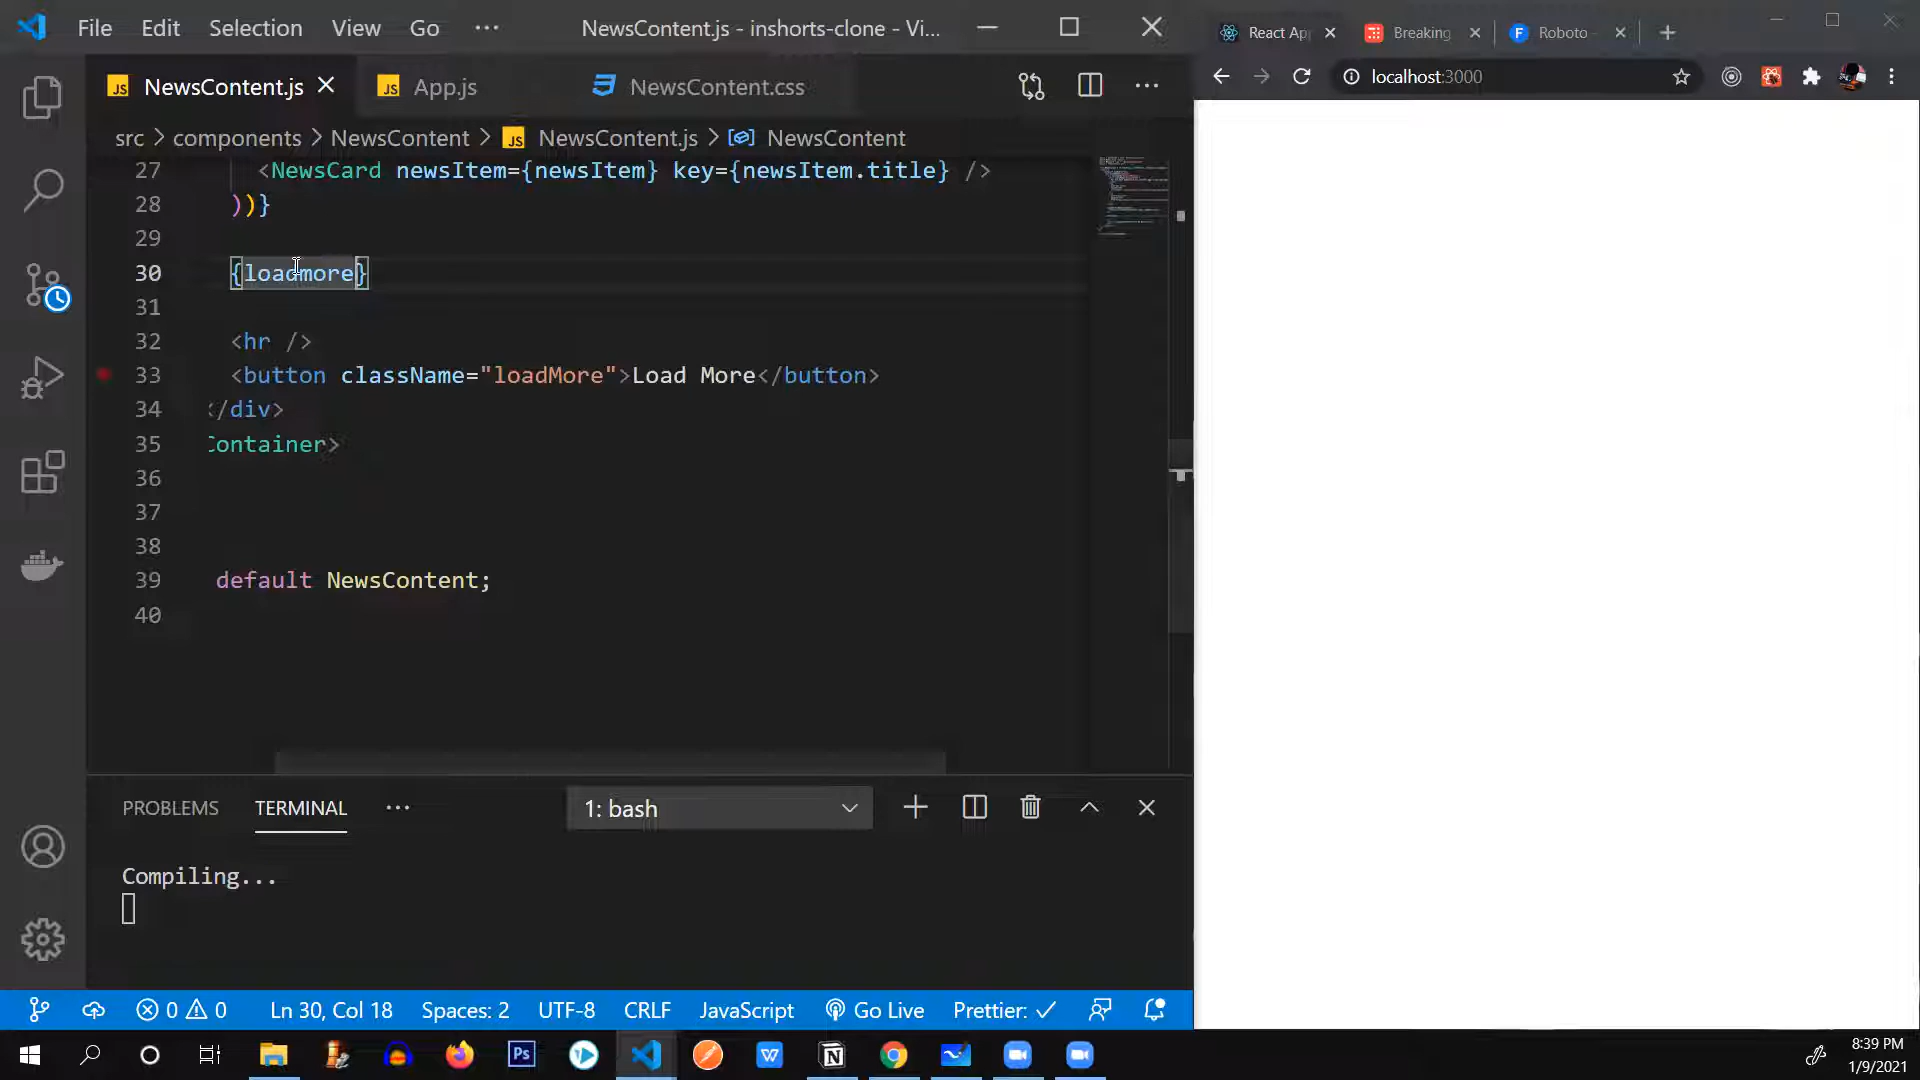 File Edit Selection View Go ··· NewsContent.js - inshorts-clone - Vi...
NewsContent.js App.js NewsContent.css
src > components > NewsContent > NewsContent.js > NewsContent
27 <NewsCard newsItem={newsItem} key={newsItem.title} />
28 ))}
29
30 {loadmore}
31
32 <hr />
33 <button className="loadMore">Load More</button>
34 </div>
35 Container>
36
37
38
39 default NewsContent;
40
PROBLEMS TERMINAL ··· 1: bash
Compiling...
0 0 Ln 30, Col 18 Spaces: 2 UTF-8 CRLF JavaScript Go Live Prettier: ✓
React App Breaking Roboto -
localhost:3000
Ps W N
8:39 PM
1/9/2021